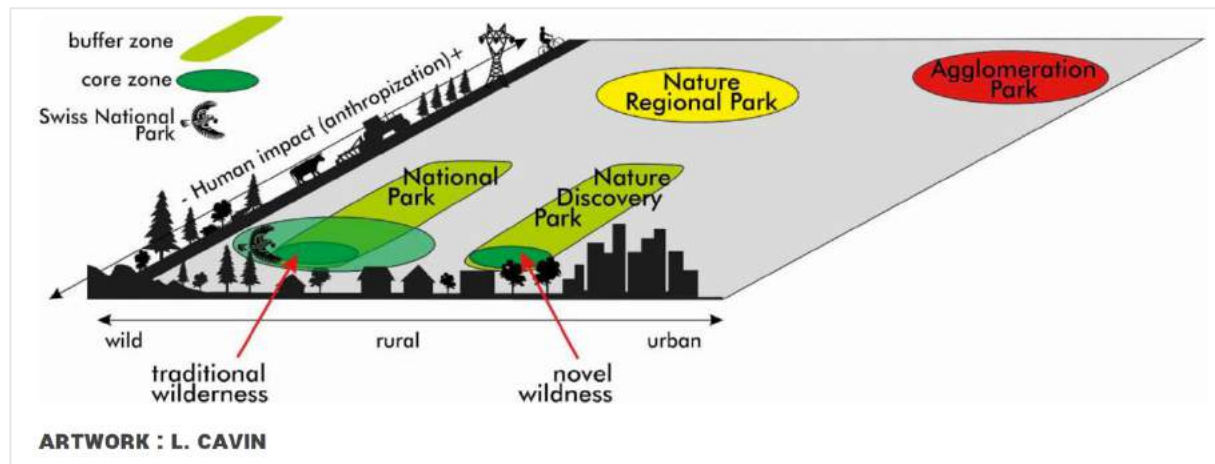 buffer zone
core zone
Swiss National
Park
- Human impact (anthropization)+
Nature
Regional Park
Agglomeration
Park
National
Park
Nature
Discovery
Park
wild
rural
urban
traditional
wilderness
novel
wildness
ARTWORK : L. CAVIN